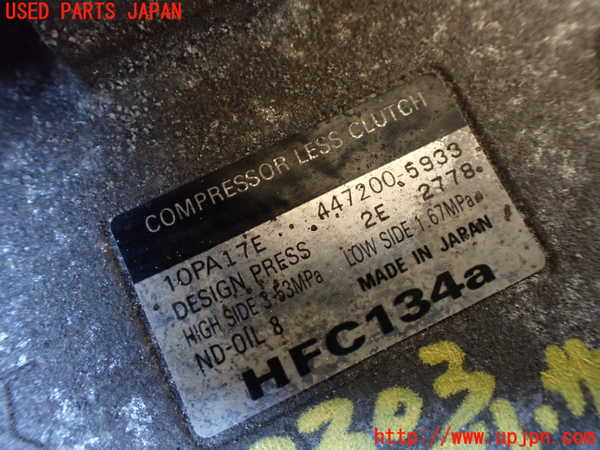 USED PARTS JAPAN
COMPRESSOR LESS CLUTCH
10PA17E 447200-5933
DESIGN PRESS 2E 2778
HIGH SIDE 3.53MPa LOW SIDE 1.67MPa
ND-OIL 8 MADE IN JAPAN
HFC134a
http://www.upjpn.com/